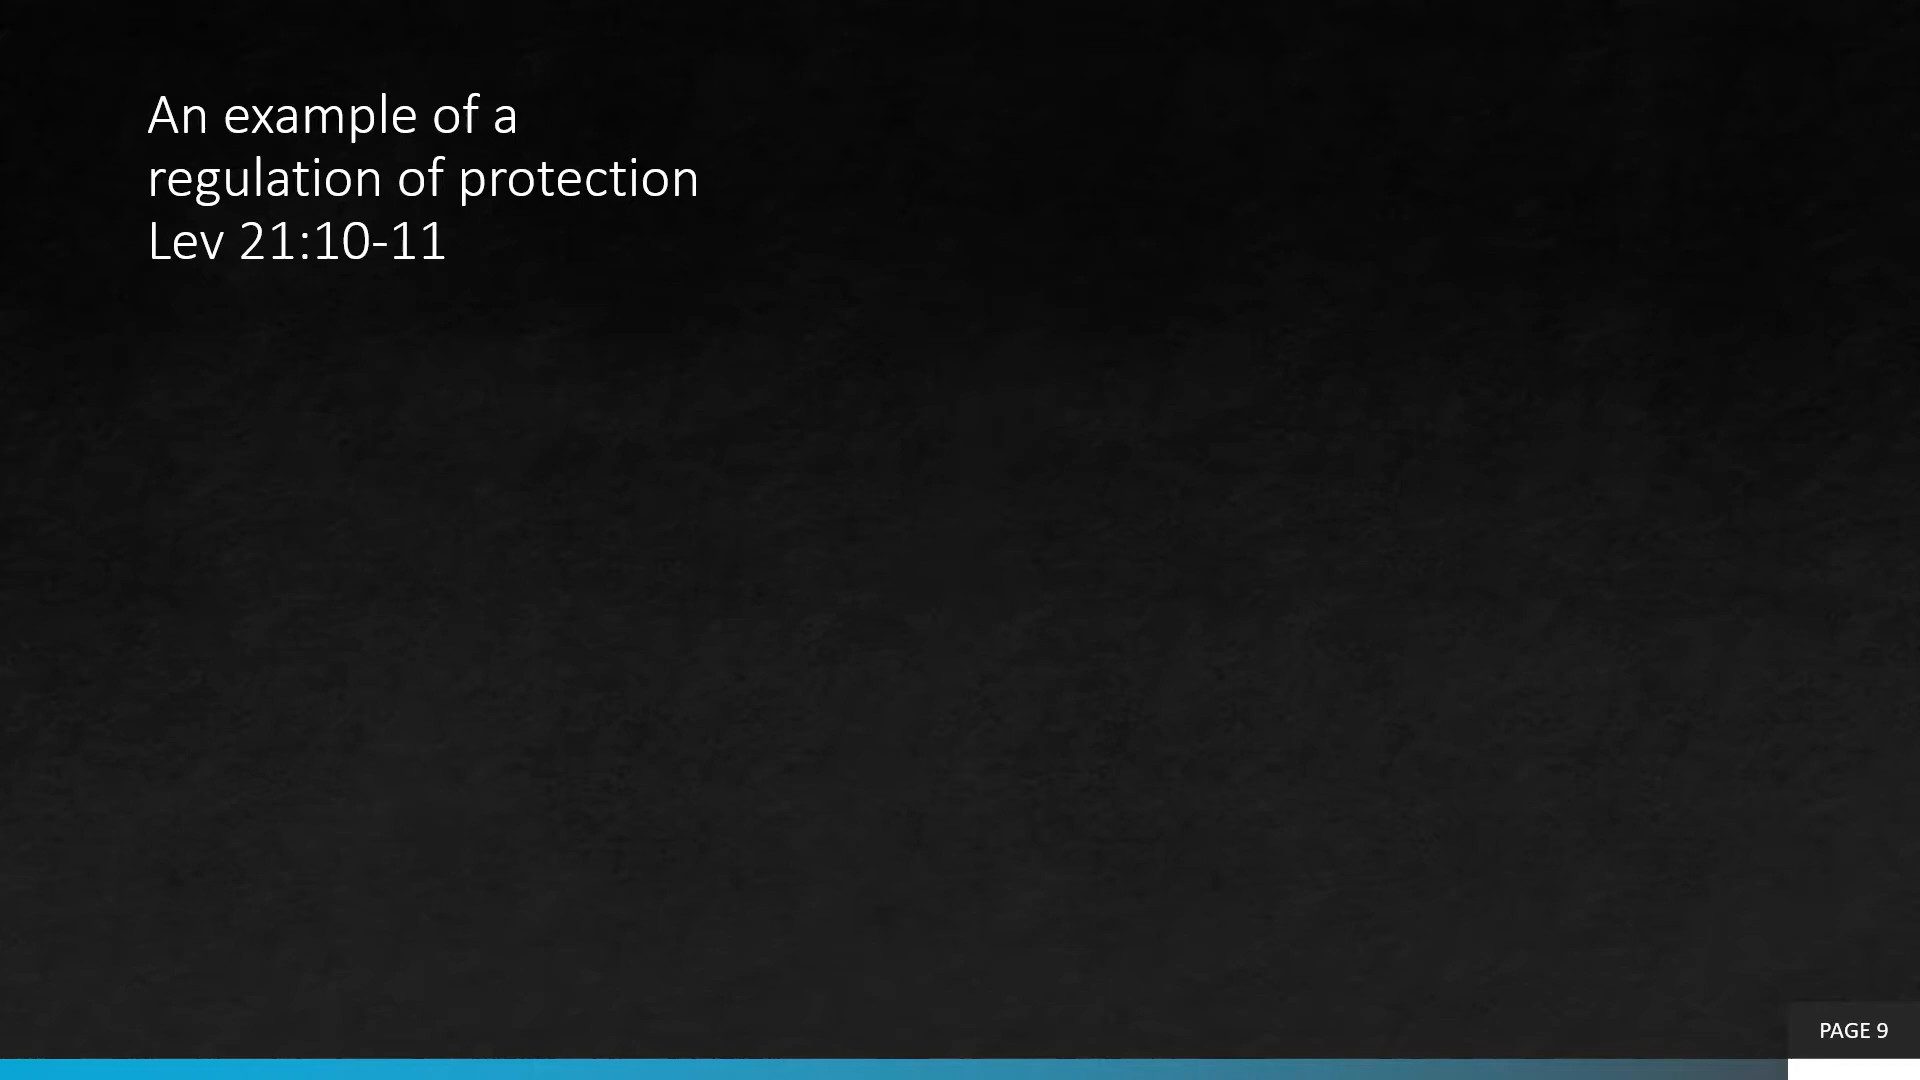 An example of a
regulation of protection
Lev 21:10-11
PAGE 9